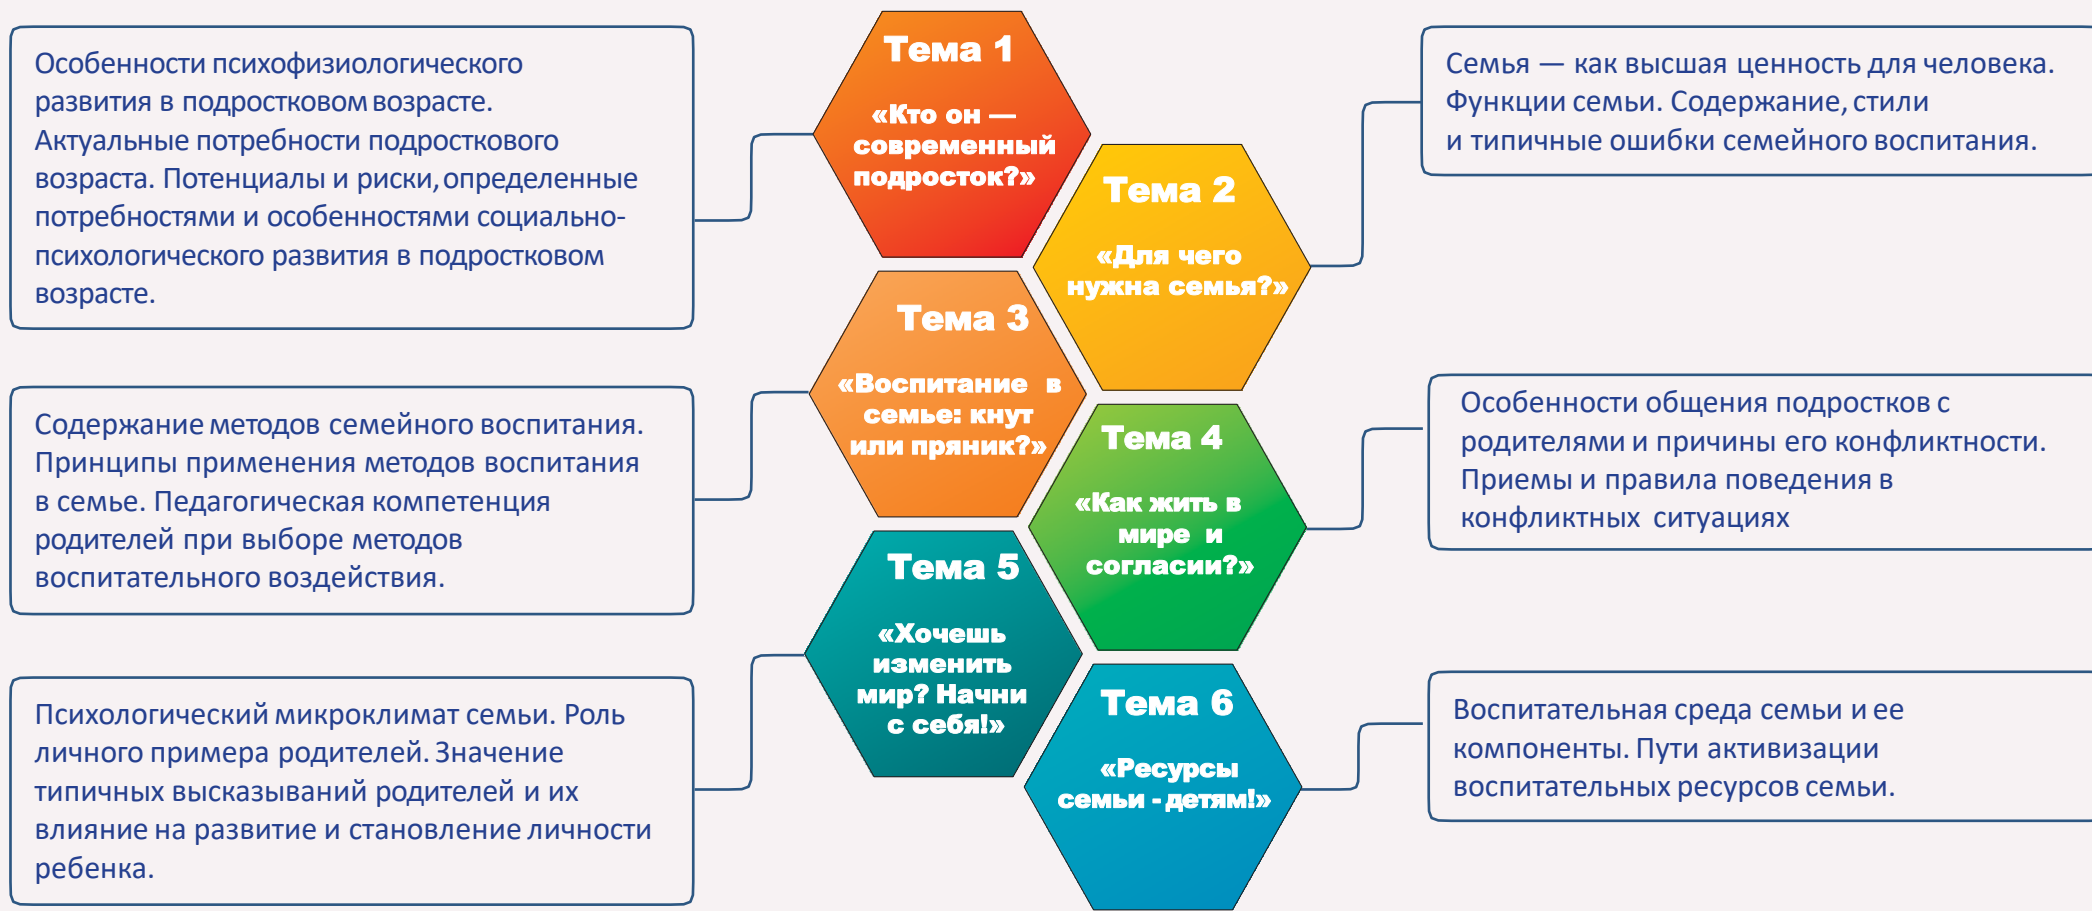 Тема 1
«Кто он —
современный
подросток?»
Особенности психофизиологического
развития в подростковом возрасте.
Актуальные потребности подросткового
возраста. Потенциалы и риски, определенные
потребностями и особенностями социально-
психологического развития в подростковом
возрасте.
Тема 2
«Для чего
нужна семья?»
Семья — как высшая ценность для человека.
Функции семьи. Содержание, стили
и типичные ошибки семейного воспитания.
Тема 3
«Воспитание в
семье: кнут
или пряник?»
Содержание методов семейного воспитания.
Принципы применения методов воспитания
в семье. Педагогическая компетенция
родителей при выборе методов
воспитательного воздействия.
Тема 4
«Как жить в
мире и
согласии?»
Особенности общения подростков с
родителями и причины его конфликтности.
Приемы и правила поведения в
конфликтных ситуациях
Тема 5
«Хочешь
изменить
мир? Начни
с себя!»
Психологический микроклимат семьи. Роль
личного примера родителей. Значение
типичных высказываний родителей и их
влияние на развитие и становление личности
ребенка.
Тема 6
«Ресурсы
семьи - детям!»
Воспитательная среда семьи и ее
компоненты. Пути активизации
воспитательных ресурсов семьи.